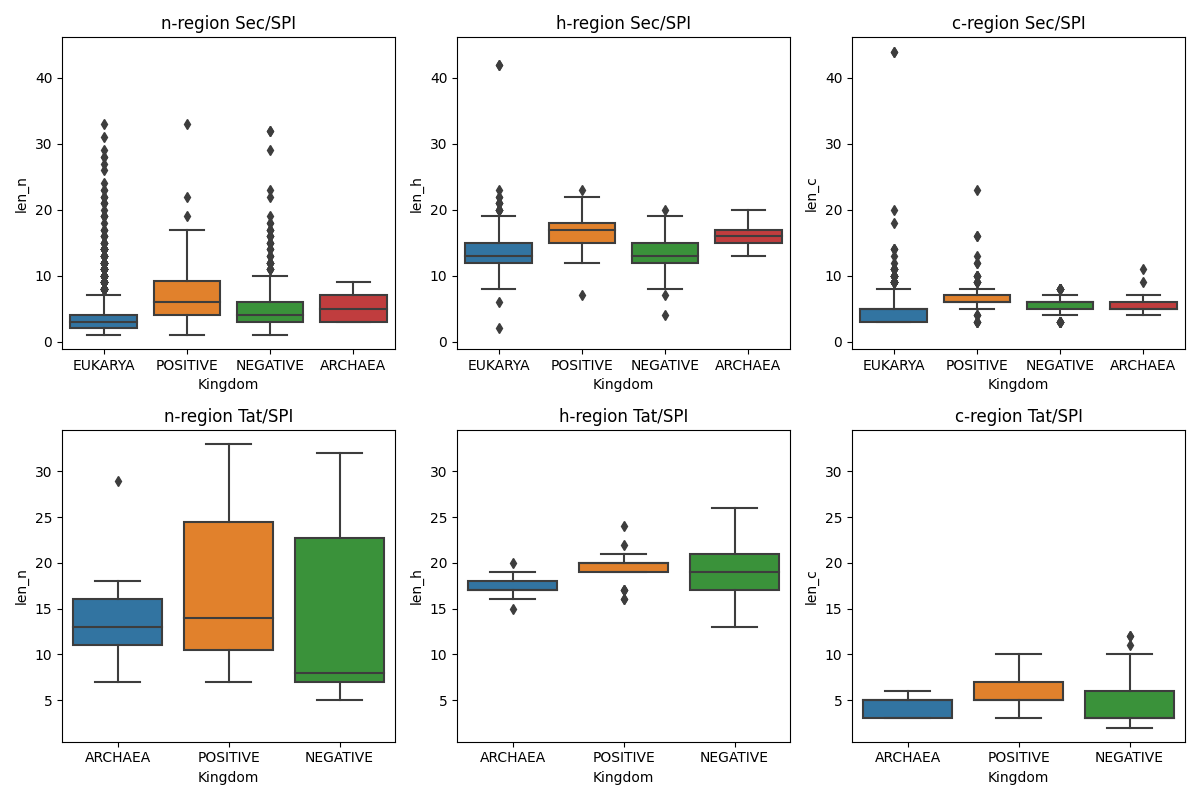 n-region Sec/SPI
h-region Sec/SPI
c-region Sec/SPI
len_n
40
30
20
10
0
len_h
40
30
20
10
0
len_c
40
30
20
10
0
EUKARYA POSITIVE NEGATIVE ARCHAEA
Kingdom
EUKARYA POSITIVE NEGATIVE ARCHAEA
Kingdom
EUKARYA POSITIVE NEGATIVE ARCHAEA
Kingdom
n-region Tat/SPI
h-region Tat/SPI
c-region Tat/SPI
len_n
30
25
20
15
10
5
len_h
30
25
20
15
10
5
len_c
30
25
20
15
10
5
ARCHAEA POSITIVE NEGATIVE
Kingdom
ARCHAEA POSITIVE NEGATIVE
Kingdom
ARCHAEA POSITIVE NEGATIVE
Kingdom